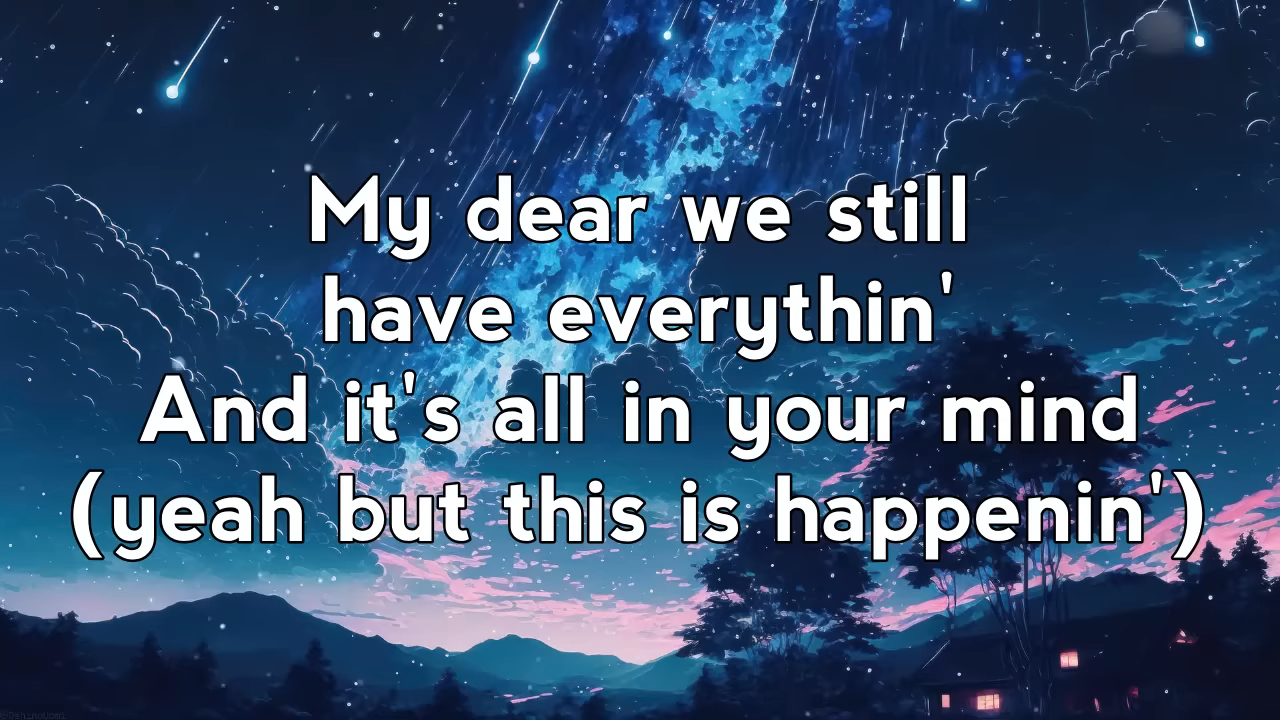 My dear we still
have everythin'
And it's all in your mind
(yeah but this is happenin')